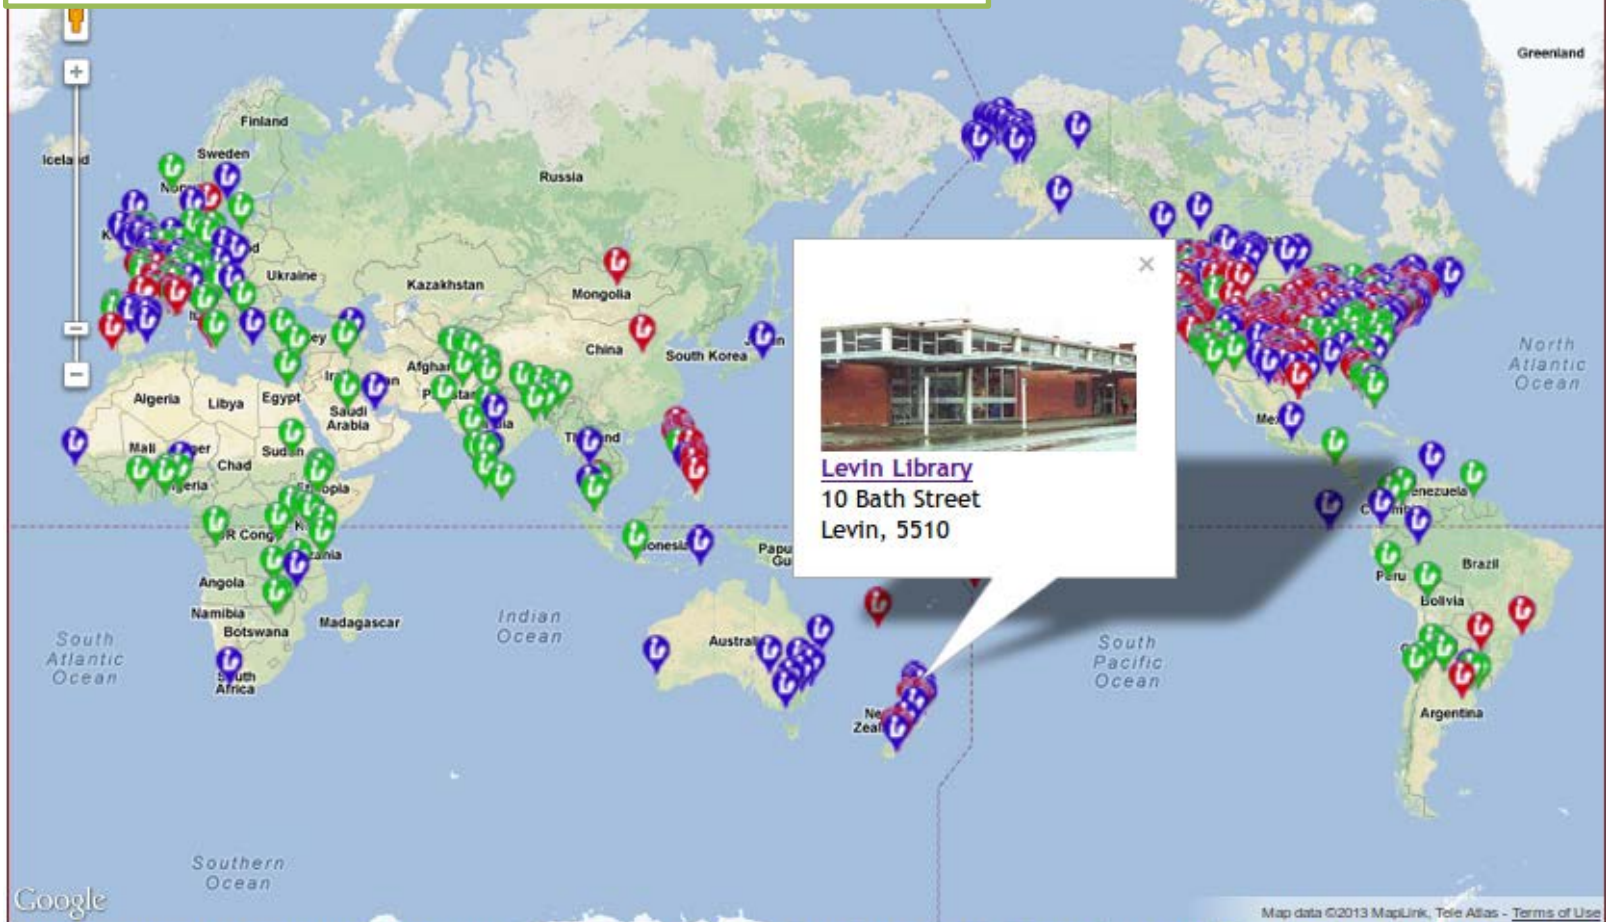 Greenland
Finland
Iceland
Sweden
Russia
Ukraine
Kazakhstan
Mongolia
China
South Korea
North
Atlantic
Ocean
Algeria
Libya
Egypt
Saudi
Arabia
Mali
Chad
Angola
Namibia
Botswana
Madagascar
South
Africa
South
Atlantic
Ocean
Indian
Ocean
Levin Library
10 Bath Street
Levin, 5510
Brazil
Peru
Bolivia
Argentina
South
Pacific
Ocean
Southern
Ocean
Google
Map data ©2013 MapLink, Tele Atlas - Terms of Use